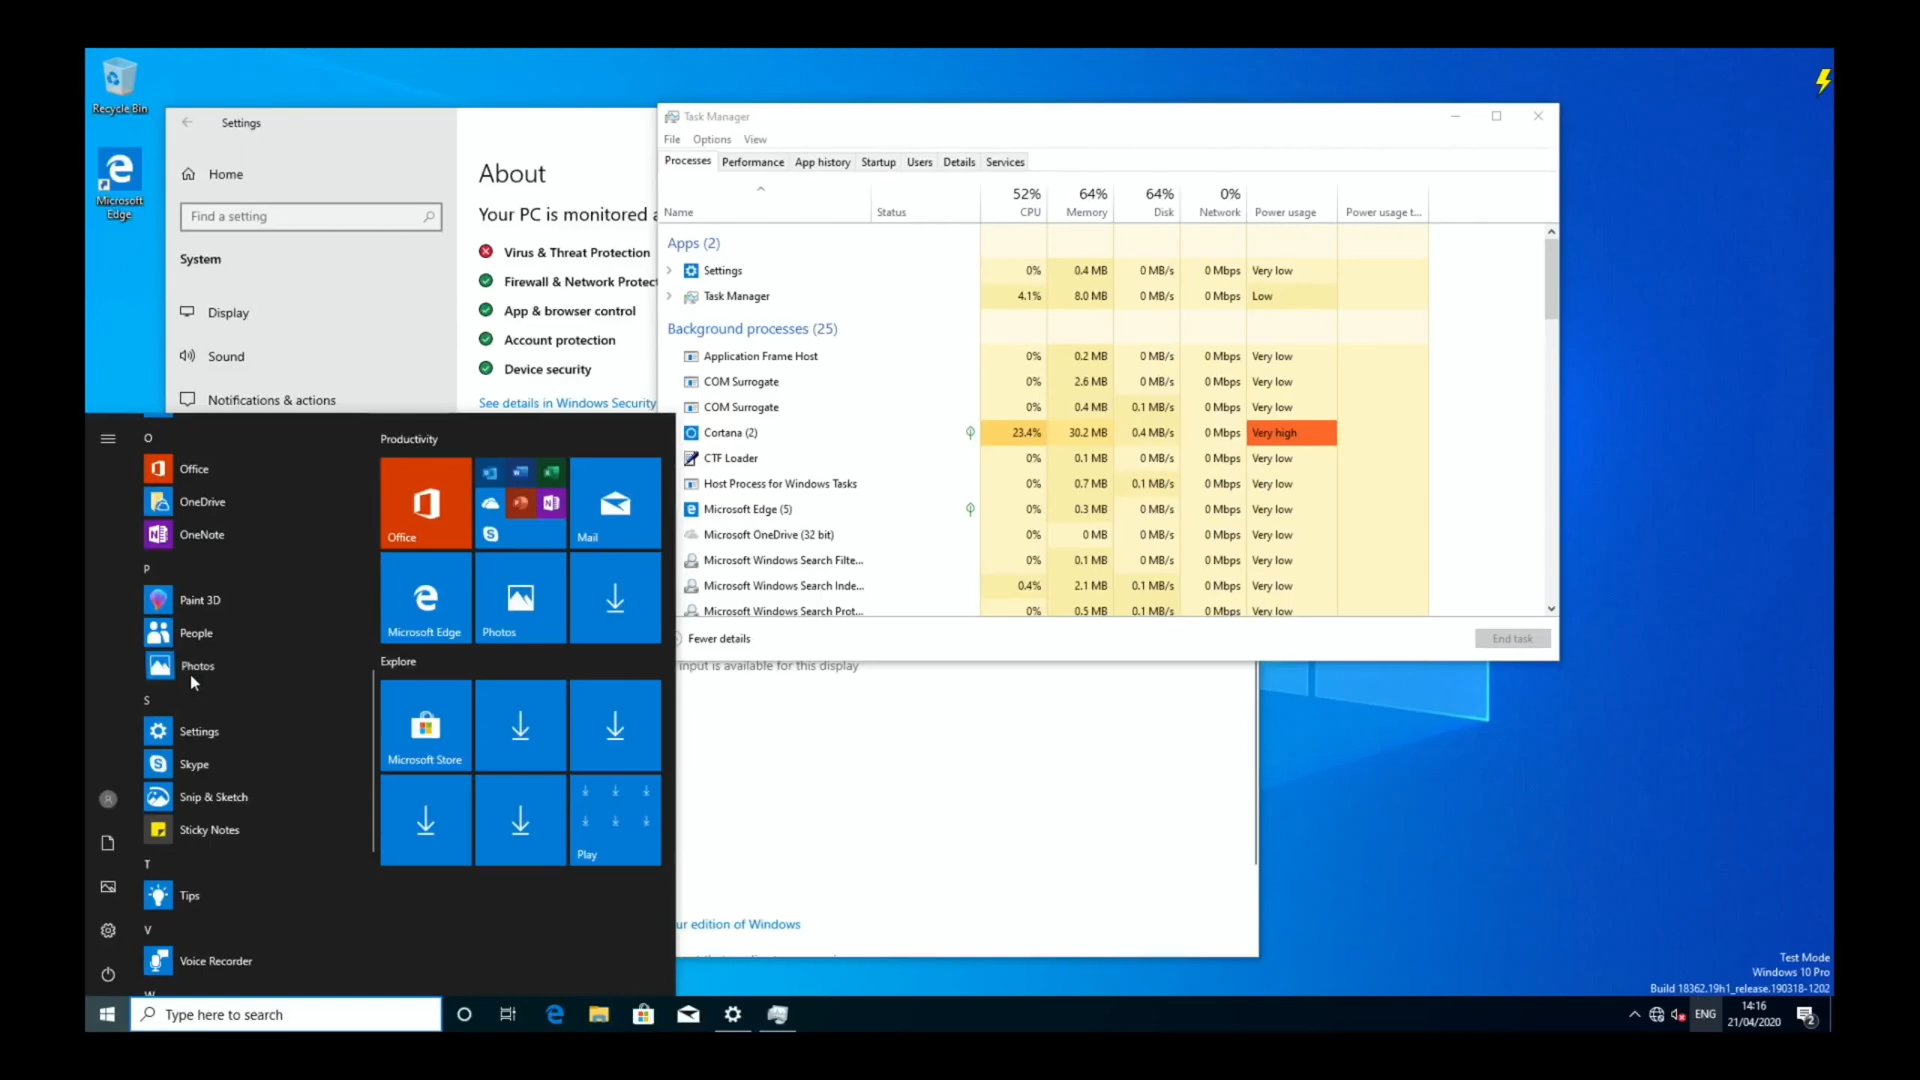 Recycle Bin
Microsoft
Edge
Settings
Home
Find a setting
System
Display
Sound
Notifications & actions
About
Your PC is monitored a
Virus & Threat Protection
Firewall & Network Protect
App & browser control
Account protection
Device security
See details in Windows Security
Task Manager
File Options View
Processes Performance App history Startup Users Details Services
52% 64% 64% 0%
Name Status CPU Memory Disk Network Power usage Power usage t...
Apps (2)
Settings 0% 0.4 MB 0 MB/s 0 Mbps Very low
Task Manager 4.1% 8.0 MB 0 MB/s 0 Mbps Low
Background processes (25)
Application Frame Host 0% 0.2 MB 0 MB/s 0 Mbps Very low
COM Surrogate 0% 2.6 MB 0 MB/s 0 Mbps Very low
COM Surrogate 0% 0.4 MB 0.1 MB/s 0 Mbps Very low
Cortana (2) 23.4% 30.2 MB 0.4 MB/s 0 Mbps Very high
CTF Loader 0% 0.1 MB 0 MB/s 0 Mbps Very low
Host Process for Windows Tasks 0% 0.7 MB 0.1 MB/s 0 Mbps Very low
Microsoft Edge (5) 0% 0.3 MB 0 MB/s 0 Mbps Very low
Microsoft OneDrive (32 bit) 0% 0 MB 0 MB/s 0 Mbps Very low
Microsoft Windows Search Filte... 0% 0.1 MB 0 MB/s 0 Mbps Very low
Microsoft Windows Search Inde... 0.4% 2.1 MB 0.1 MB/s 0 Mbps Very low
Microsoft Windows Search Prot... 0% 0.5 MB 0.1 MB/s 0 Mbps Very low
Fewer details End task
input is available for this display
ur edition of Windows
O
Office
OneDrive
OneNote
P
Paint 3D
People
Photos
S
Settings
Skype
Snip & Sketch
Sticky Notes
T
Tips
V
Voice Recorder
W
Productivity
Office Mail
Microsoft Edge Photos
Explore
Microsoft Store
Play
Test Mode
Windows 10 Pro
Build 18362.19h1_release.190318-1202
Type here to search
ENG
14:16
21/04/2020
2